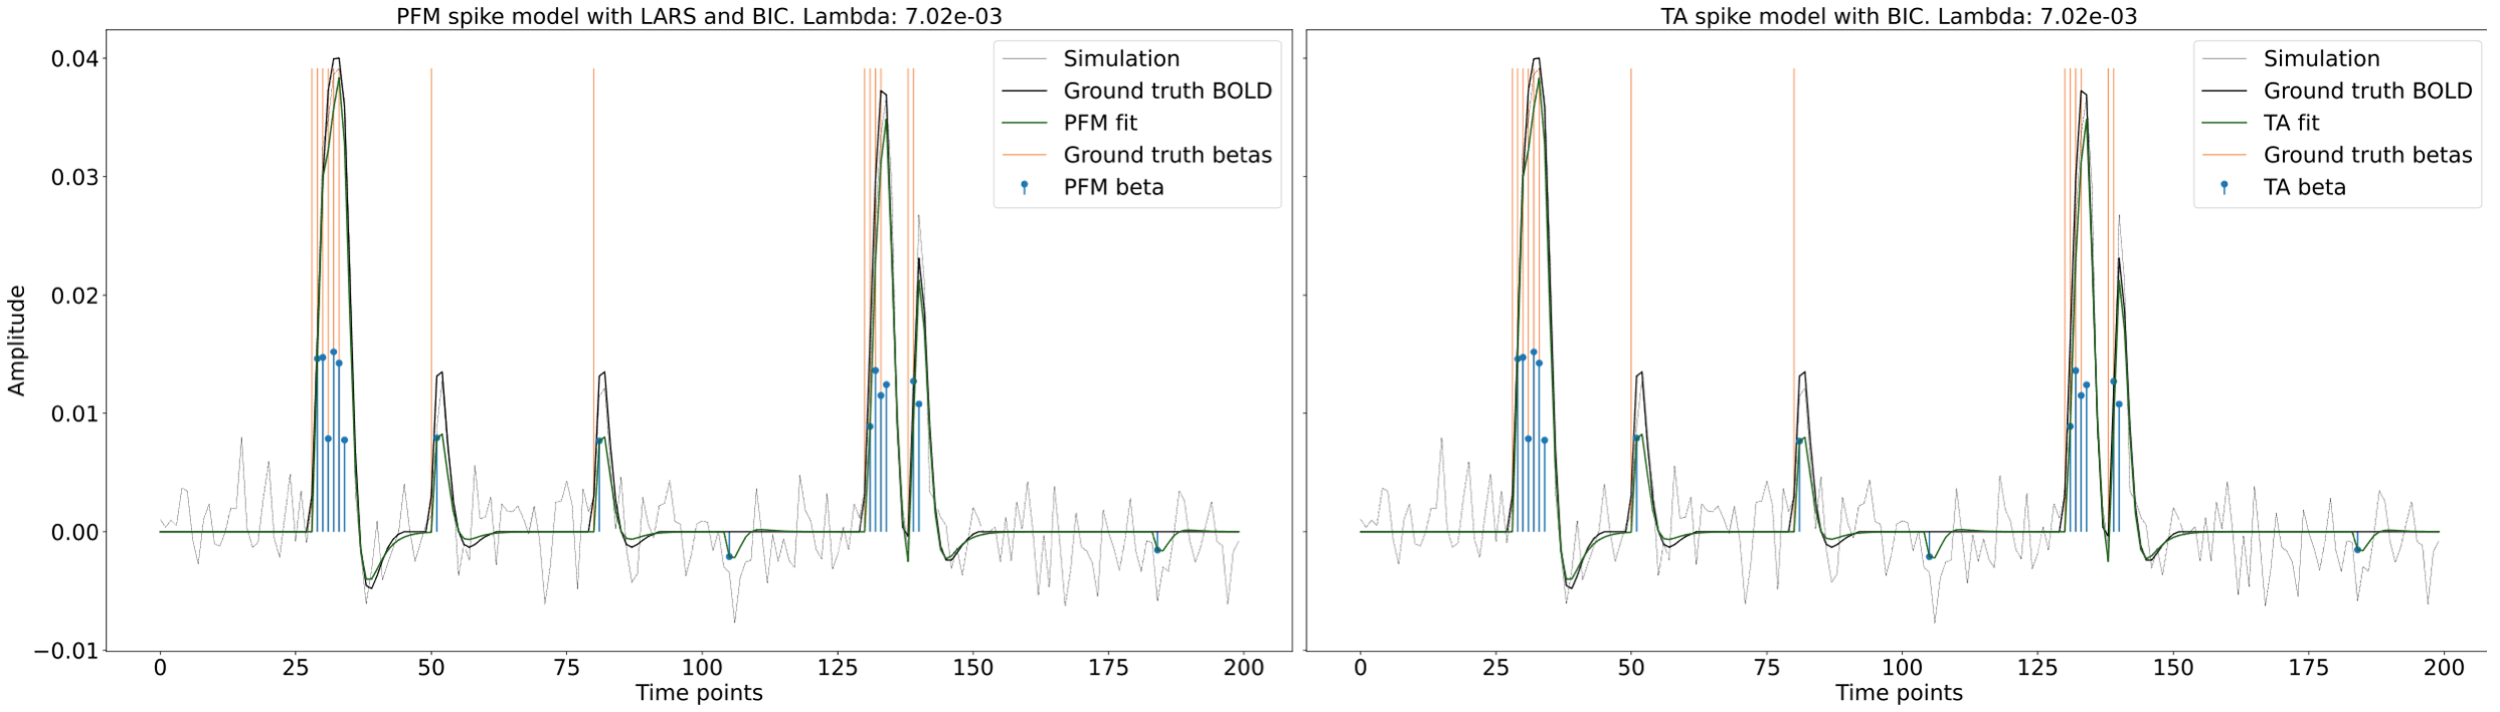 PFM spike model with LARS and BIC. Lambda: 7.02e-03
Amplitude
0.04
0.03
0.02
0.01
0.00
−0.01
Simulation
Ground truth BOLD
PFM fit
Ground truth betas
PFM beta
0 25 50 75 100 125 150 175 200
Time points
TA spike model with BIC. Lambda: 7.02e-03
Simulation
Ground truth BOLD
TA fit
Ground truth betas
TA beta
0 25 50 75 100 125 150 175 200
Time points